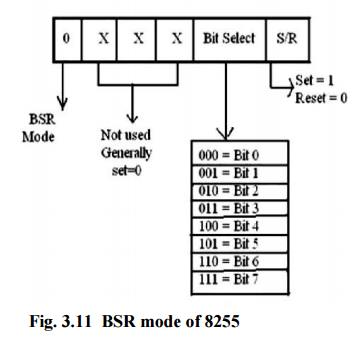 0 X X X Bit Select S/R
Set = 1
Reset = 0
BSR
Mode
Not used
Generally
set=0
000 = Bit 0
001 = Bit 1
010 = Bit 2
011 = Bit 3
100 = Bit 4
101 = Bit 5
110 = Bit 6
111 = Bit 7
Fig. 3.11 BSR mode of 8255